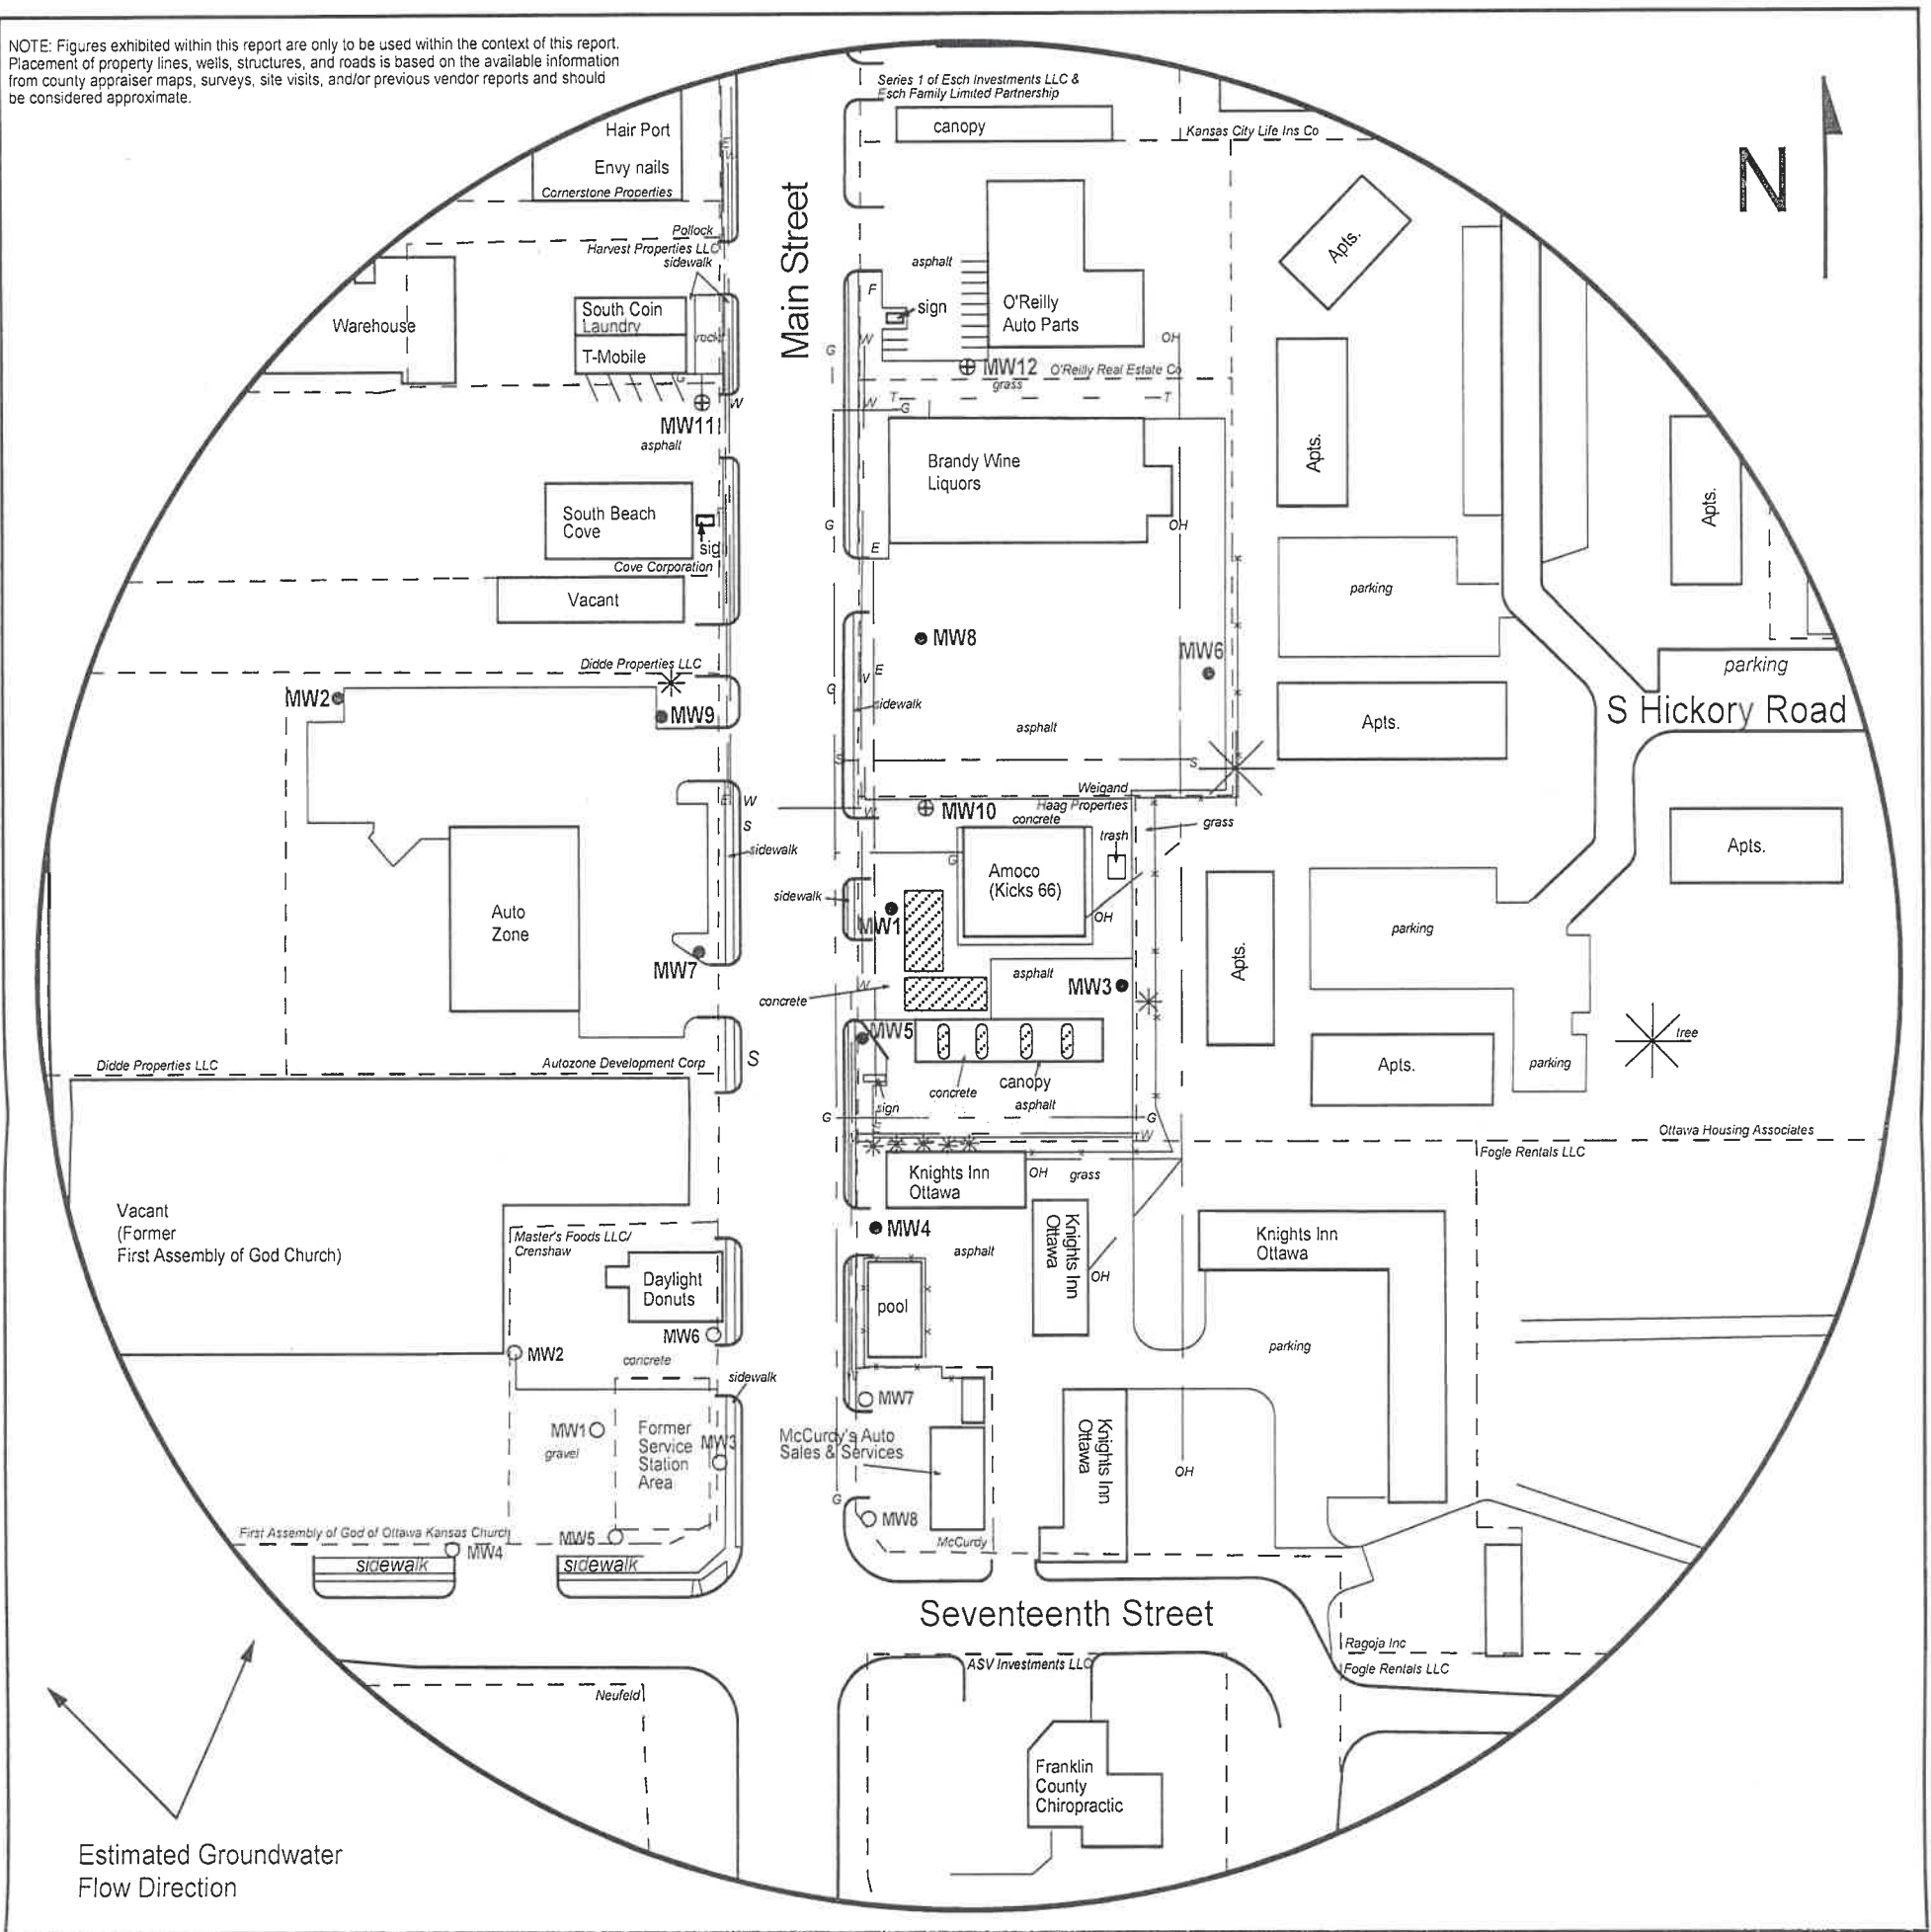 NOTE: Figures exhibited within this report are only to be used within the context of this report.
Placement of property lines, wells, structures, and roads is based on the available information
from county appraiser maps, surveys, site visits, and/or previous vendor reports and should
be considered approximate.
N
Series 1 of Esch Investments LLC &
Esch Family Limited Partnership
canopy
Kansas City Life Ins Co
Hair Port
Envy nails
Cornerstone Properties
Main Street
Pollock
Harvest Properties LLC
sidewalk
Warehouse
South Coin
Laundry
T-Mobile
rock
W
MW11
asphalt
asphalt
F
sign
O'Reilly
Auto Parts
OH
G
W
MW12
O'Reilly Real Estate Co
grass
W
T
T
G
Apts.
Apts.
Apts.
Brandy Wine
Liquors
OH
G
E
South Beach
Cove
sig
Cove Corporation
Vacant
parking
MW8
MW6
E
G
sidewalk
asphalt
Didde Properties LLC
MW2
MW9
parking
S Hickory Road
Apts.
S
S
Weigand
Haag Properties
MW10
concrete
trash
grass
E
W
S
W
sidewalk
G
Amoco
(Kicks 66)
OH
sidewalk
MW1
Auto
Zone
MW7
Apts.
parking
Apts.
asphalt
MW3
W
concrete
MW5
concrete
canopy
asphalt
sign
G
G
W
tree
Apts.
parking
Didde Properties LLC
Autozone Development Corp
S
Ottawa Housing Associates
Fogle Rentals LLC
Knights Inn
Ottawa
OH
grass
MW4
asphalt
Knights Inn
Ottawa
OH
Knights Inn
Ottawa
Vacant
(Former
First Assembly of God Church)
Master's Foods LLC/
Crenshaw
Daylight
Donuts
MW6
MW2
concrete
sidewalk
pool
parking
MW7
MW1
gravel
Former
Service
Station
Area
MW3
McCurdy's Auto
Sales & Services
Knights Inn
Ottawa
OH
G
MW8
McCurdy
First Assembly of God of Ottawa Kansas Church
MW4
MW5
sidewalk
sidewalk
Seventeenth Street
Ragoja Inc
Fogle Rentals LLC
ASV Investments LLC
Neufeld
Franklin
County
Chiropractic
Estimated Groundwater
Flow Direction